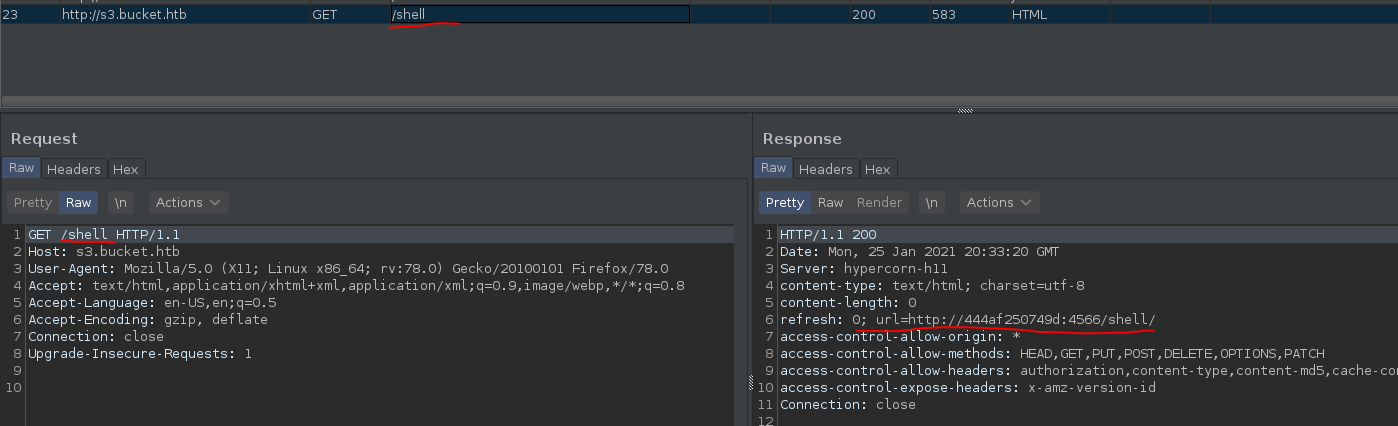 23 http://s3.bucket.htb GET /shell 200 583 HTML
Request
Raw Headers Hex
Pretty Raw \n Actions
1 GET /shell HTTP/1.1
2 Host: s3.bucket.htb
3 User-Agent: Mozilla/5.0 (X11; Linux x86_64; rv:78.0) Gecko/20100101 Firefox/78.0
4 Accept: text/html,application/xhtml+xml,application/xml;q=0.9,image/webp,*/*;q=0.8
5 Accept-Language: en-US,en;q=0.5
6 Accept-Encoding: gzip, deflate
7 Connection: close
8 Upgrade-Insecure-Requests: 1
9
10
Response
Raw Headers Hex
Pretty Raw Render \n Actions
1 HTTP/1.1 200
2 Date: Mon, 25 Jan 2021 20:33:20 GMT
3 Server: hypercorn-h11
4 content-type: text/html; charset=utf-8
5 content-length: 0
6 refresh: 0; url=http://444af250749d:4566/shell/
7 access-control-allow-origin: *
8 access-control-allow-methods: HEAD,GET,PUT,POST,DELETE,OPTIONS,PATCH
9 access-control-allow-headers: authorization,content-type,content-md5,cache-co
10 access-control-expose-headers: x-amz-version-id
11 Connection: close
12